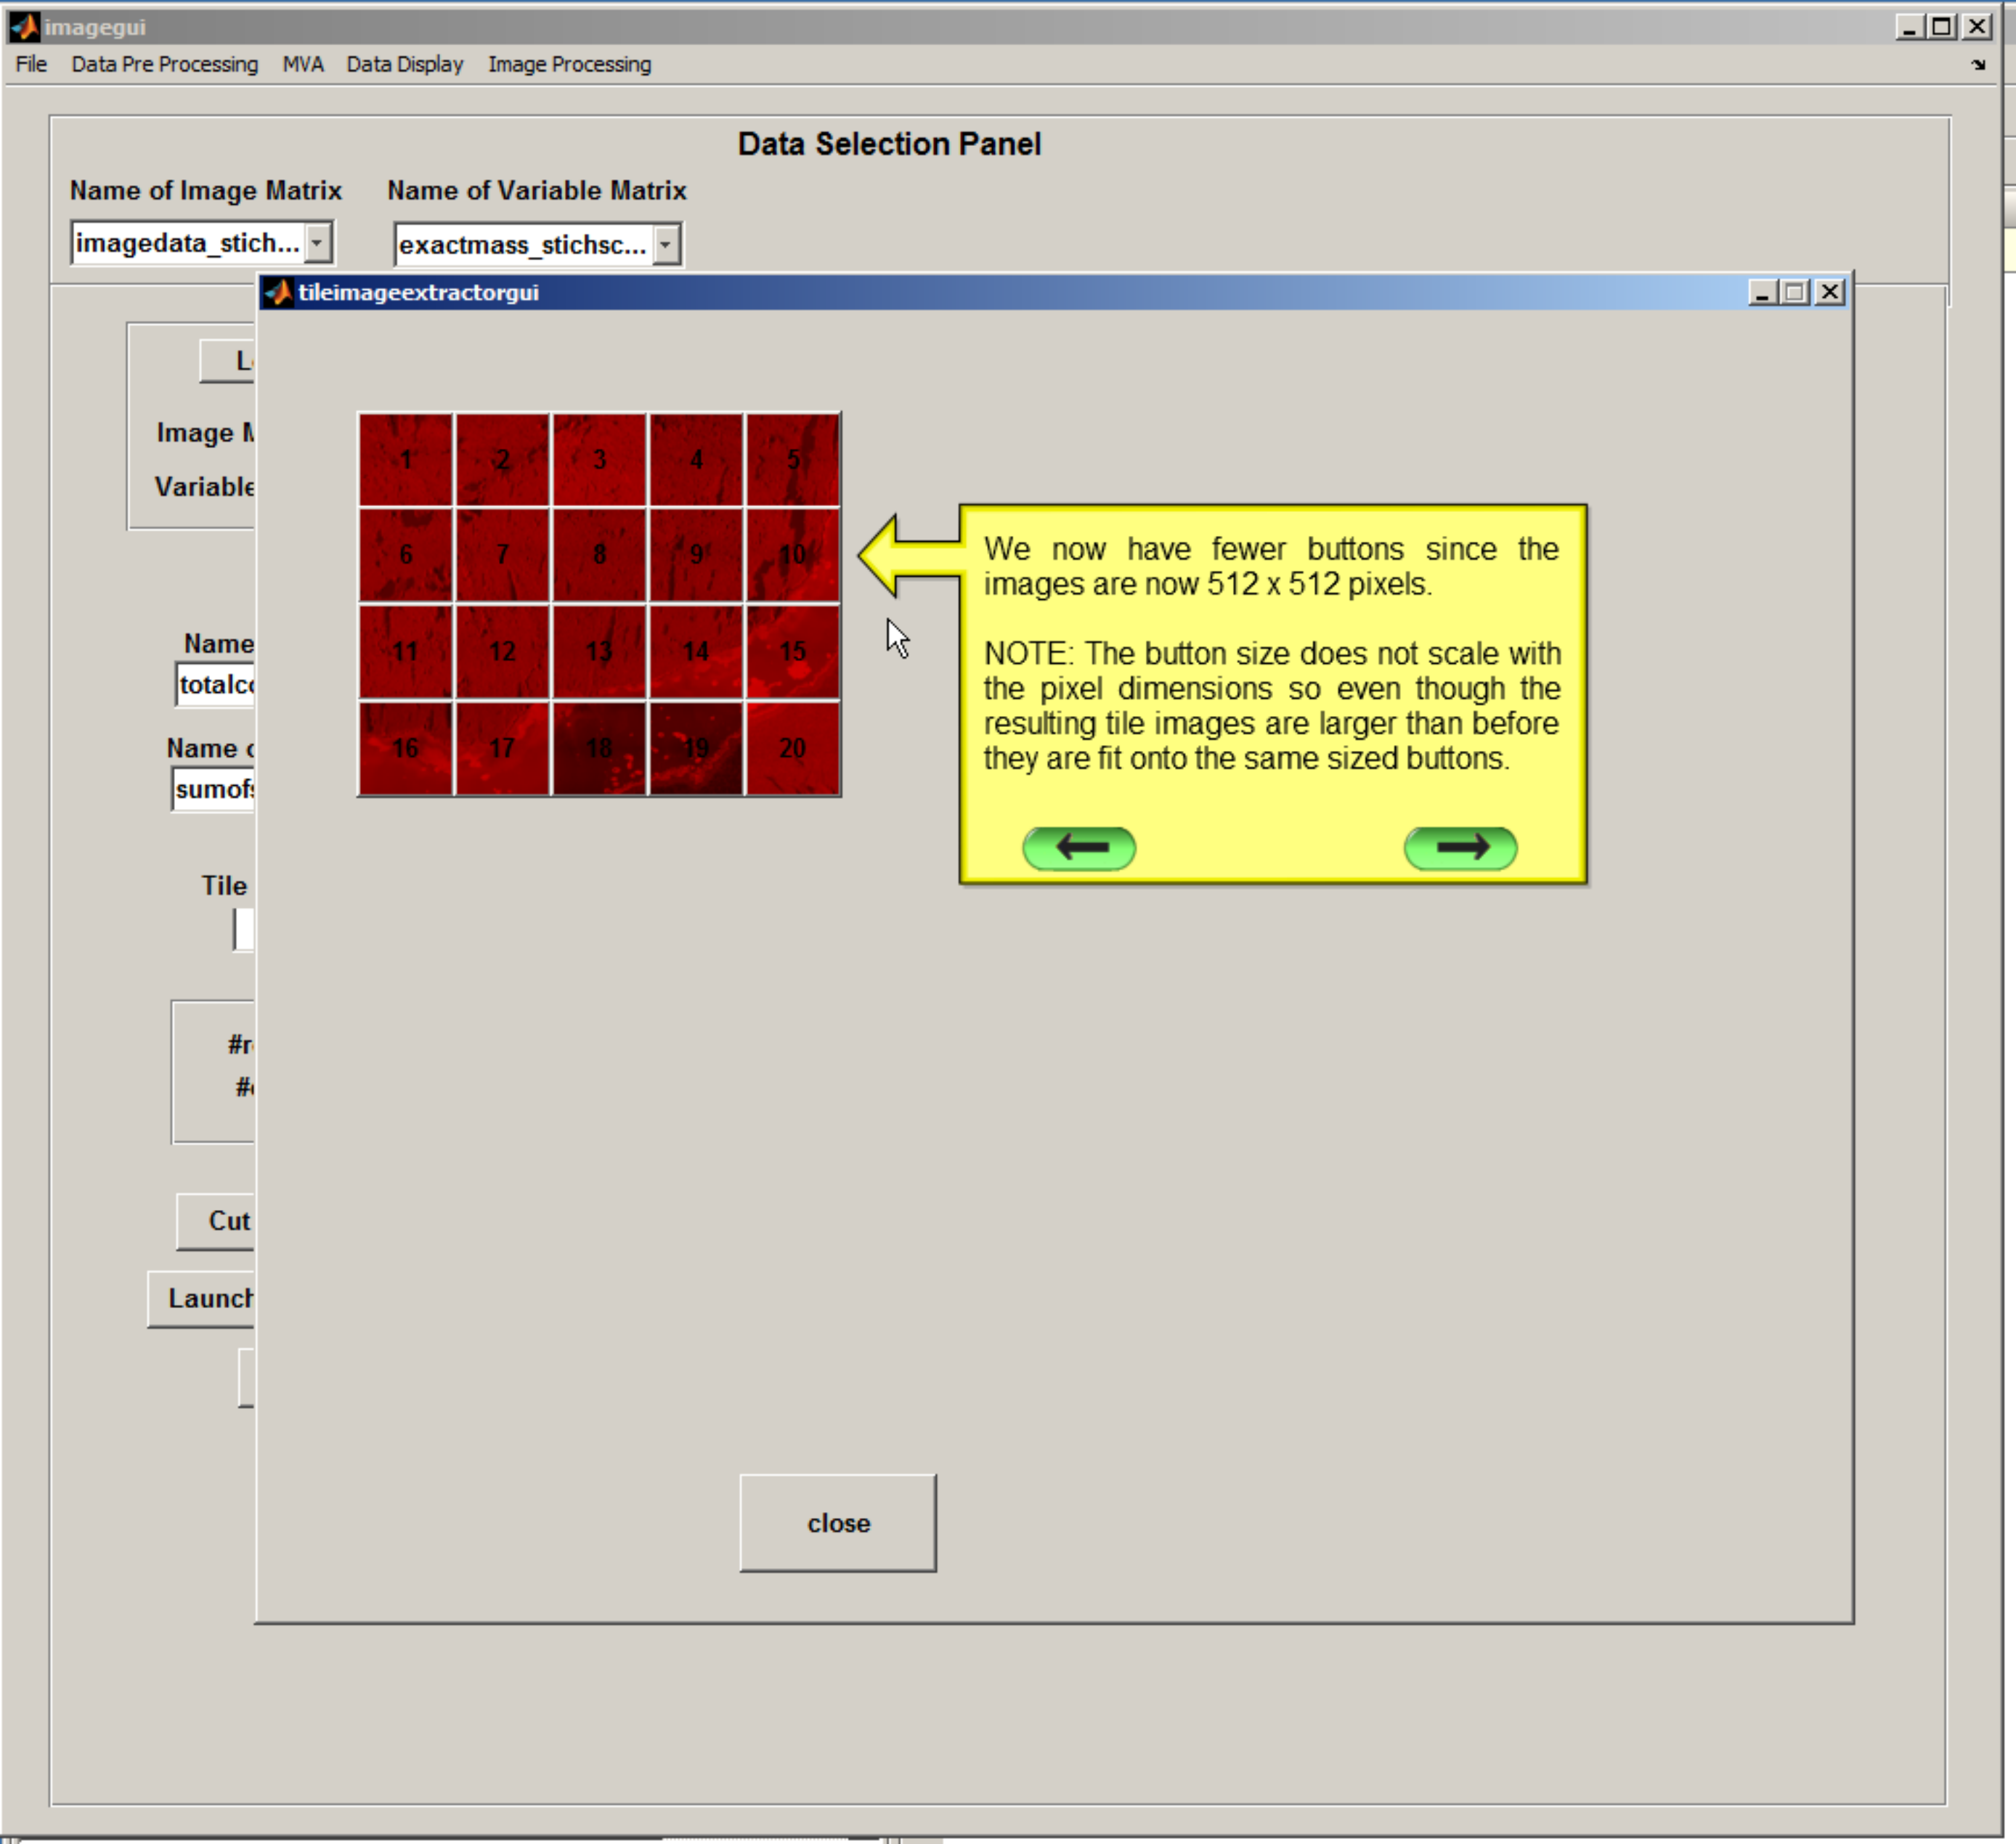 imagegui
File Data Pre Processing MVA Data Display Image Processing
Data Selection Panel
Name of Image Matrix Name of Variable Matrix
imagedata_stich... exactmass_stichsc...
tileimageextractorgui
Image
Variable
Name
totalc
Name
sumof
Tile
#r
#
Cut
Launch
1 2 3 4 5
6 7 8 9 10
11 12 13 14 15
16 17 18 19 20
We now have fewer buttons since the
images are now 512 x 512 pixels.
NOTE: The button size does not scale with
the pixel dimensions so even though the
resulting tile images are larger than before
they are fit onto the same sized buttons.
close